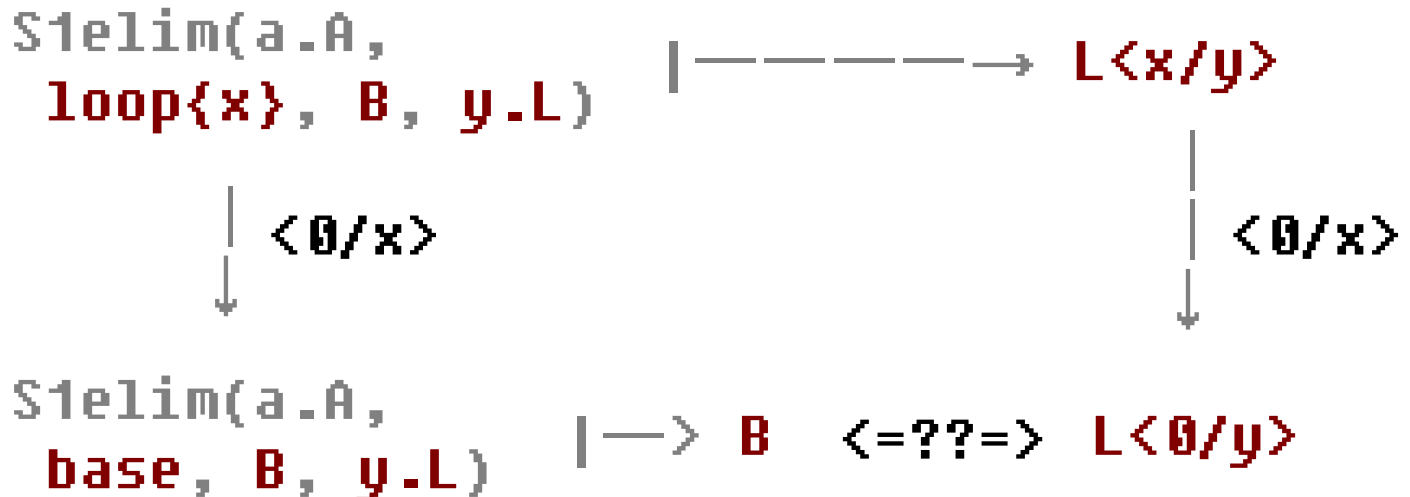 S1elim(a.A,
loop{x}, B, y.L)
|————→ L<x/y>
<0/x>
<0/x>
S1elim(a.A,
base, B, y.L)
|—> B <=??=> L<0/y>